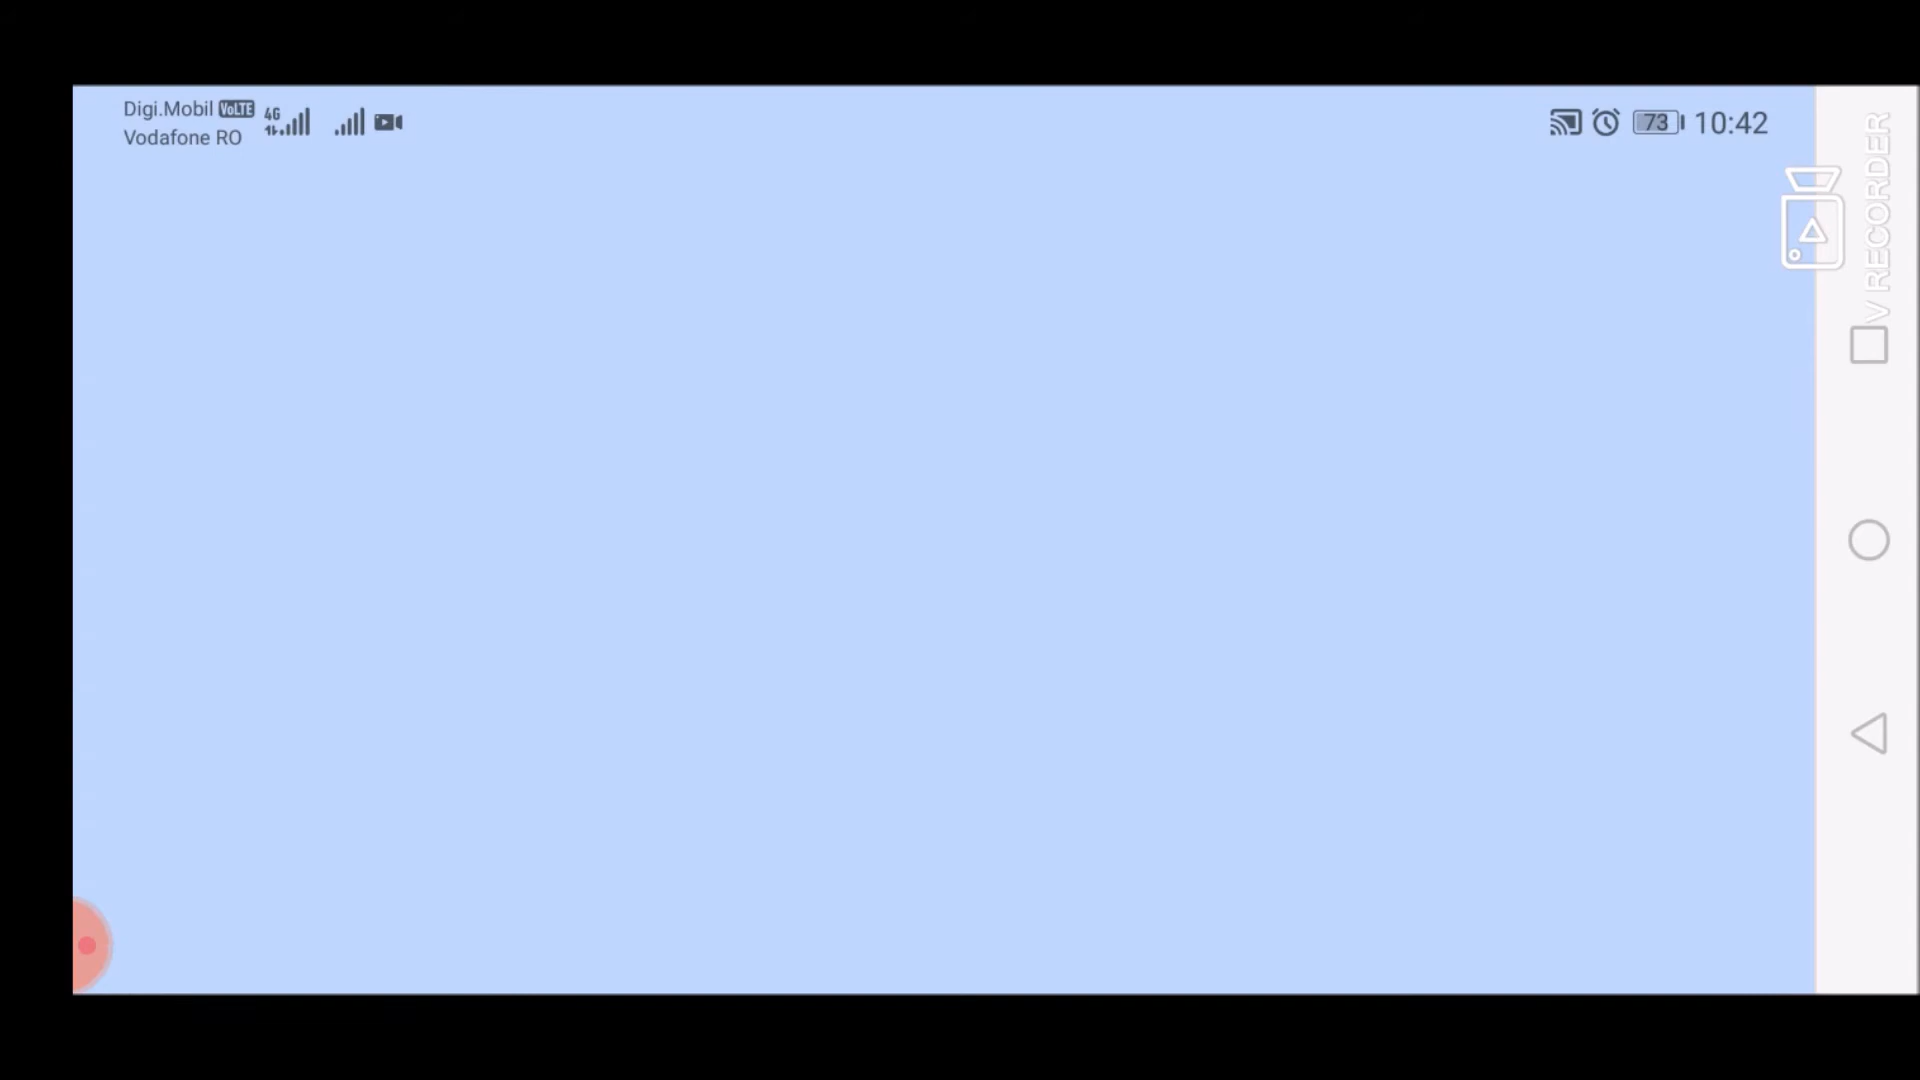 Digi.Mobil VoLTE
Vodafone RO
4G
73 10:42
V RECORDER